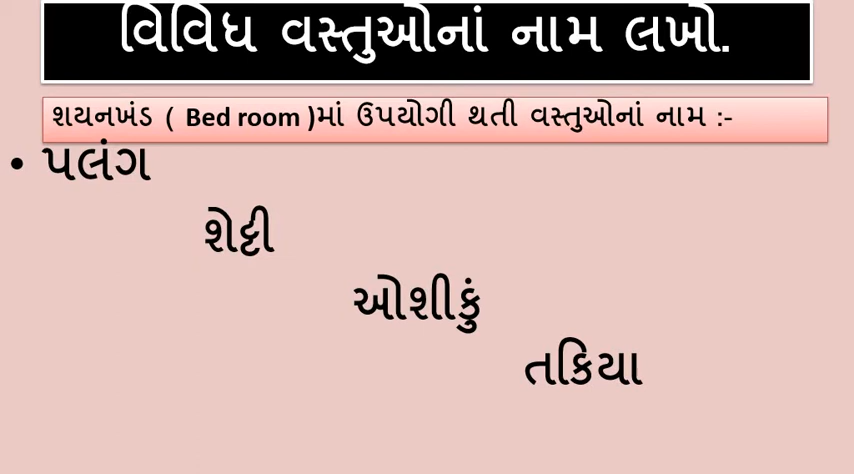 વિવિધ વસ્તુઓનાં નામ લખો.
શયનખંડ ( Bed room )માં ઉપયોગી થતી વસ્તુઓનાં નામ :-
• પલંગ
શેટ્ટી
ઓશીકું
તકિયા